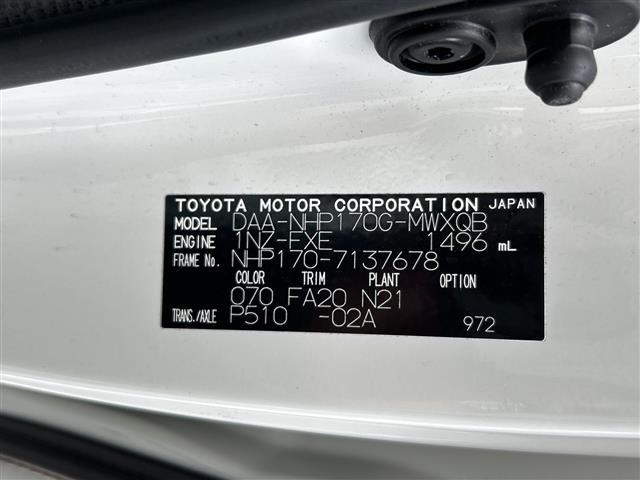 TOYOTA MOTOR CORPORATION JAPAN
MODEL DAA-NHP170G-MWXQB
ENGINE 1NZ-FXE 1496 mL
FRAME No. NHP170-7137678
COLOR TRIM PLANT OPTION
070 FA20 N21
TRANS./AXLE P510 -02A
972